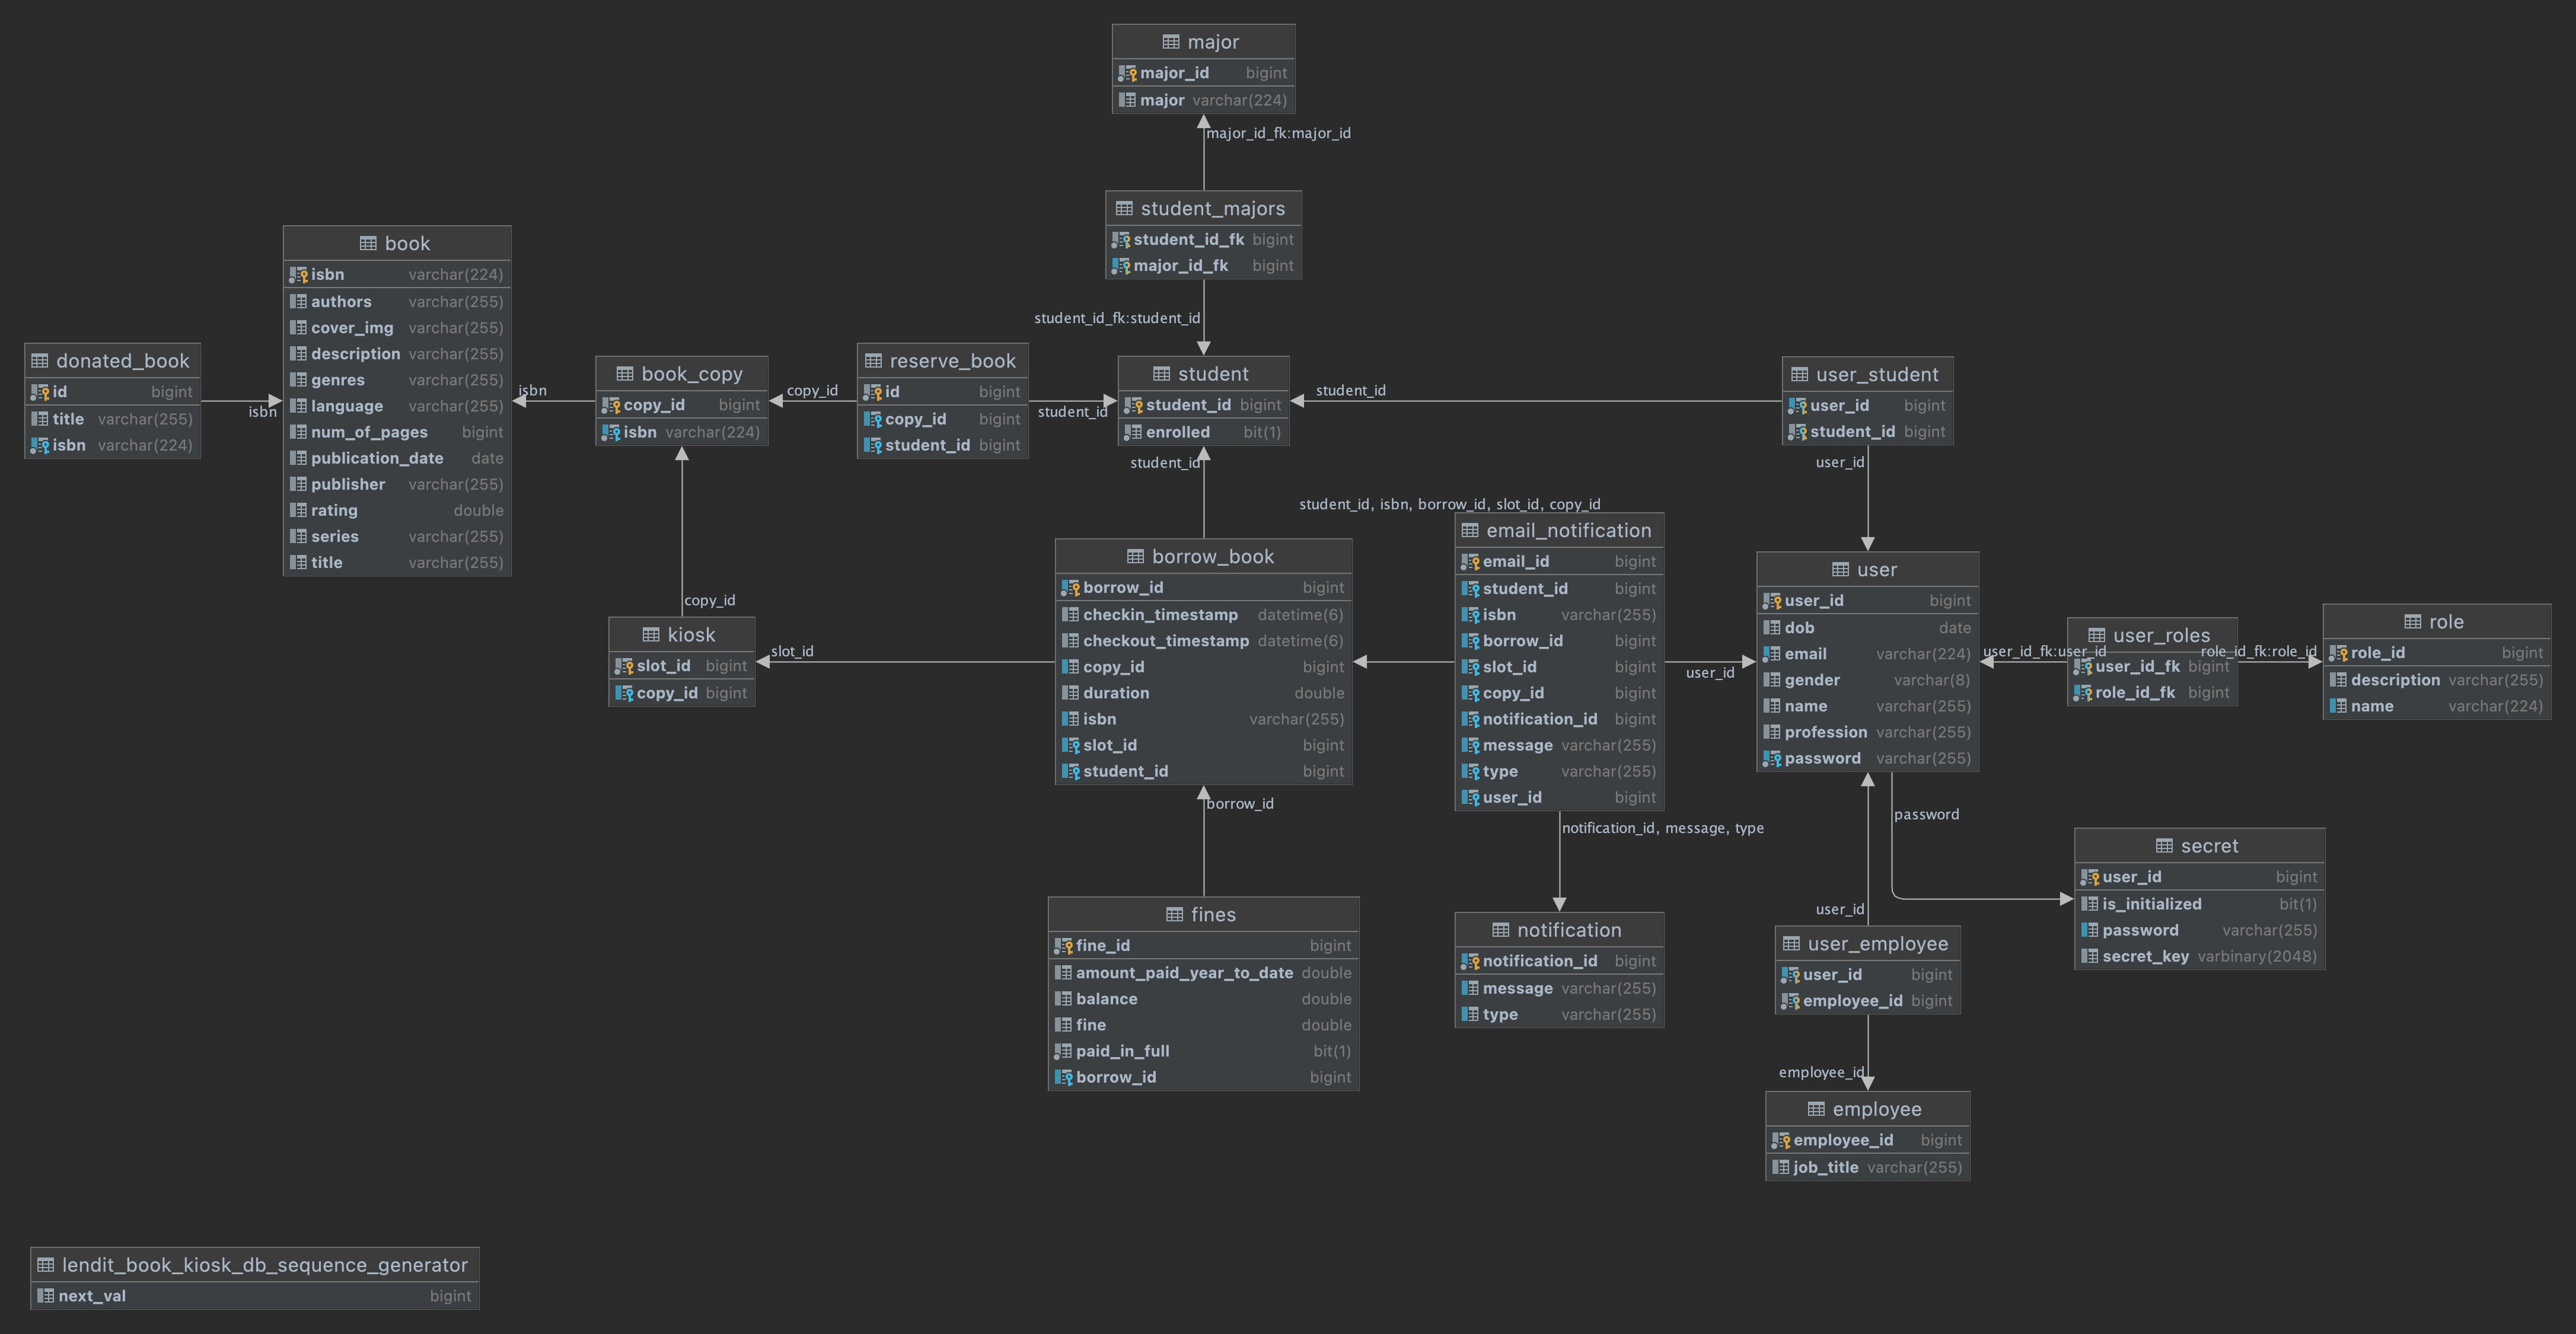 major
major_id bigint
major varchar(224)
major_id_fk:major_id
student_majors
student_id_fk bigint
major_id_fk bigint
student_id_fk:student_id
book
isbn varchar(224)
authors varchar(255)
cover_img varchar(255)
description varchar(255)
genres varchar(255)
language varchar(255)
num_of_pages bigint
publication_date date
publisher varchar(255)
rating double
series varchar(255)
title varchar(255)
donated_book
id bigint
title varchar(255)
isbn varchar(224)
isbn
isbn
book_copy
copy_id bigint
isbn varchar(224)
copy_id
reserve_book
id bigint
copy_id bigint
student_id bigint
student_id
student
student_id bigint
enrolled bit(1)
student_id
user_student
user_id bigint
student_id bigint
user_id
student_id
student_id, isbn, borrow_id, slot_id, copy_id
borrow_book
borrow_id bigint
checkin_timestamp datetime(6)
checkout_timestamp datetime(6)
copy_id bigint
duration double
isbn varchar(255)
slot_id bigint
student_id bigint
email_notification
email_id bigint
student_id bigint
isbn varchar(255)
borrow_id bigint
slot_id bigint
copy_id bigint
notification_id bigint
message varchar(255)
type varchar(255)
user_id bigint
user_id
user
user_id bigint
dob date
email varchar(224)
gender varchar(8)
name varchar(255)
profession varchar(255)
password varchar(255)
user_id_fk:user_id
user_roles
user_id_fk bigint
role_id_fk bigint
role_id_fk:role_id
role
role_id bigint
description varchar(255)
name varchar(224)
copy_id
kiosk
slot_id bigint
copy_id bigint
slot_id
borrow_id
notification_id, message, type
password
secret
user_id bigint
is_initialized bit(1)
password varchar(255)
secret_key varbinary(2048)
fines
fine_id bigint
amount_paid_year_to_date double
balance double
fine double
paid_in_full bit(1)
borrow_id bigint
notification
notification_id bigint
message varchar(255)
type varchar(255)
user_id
user_employee
user_id bigint
employee_id bigint
employee_id
employee
employee_id bigint
job_title varchar(255)
lendit_book_kiosk_db_sequence_generator
next_val bigint